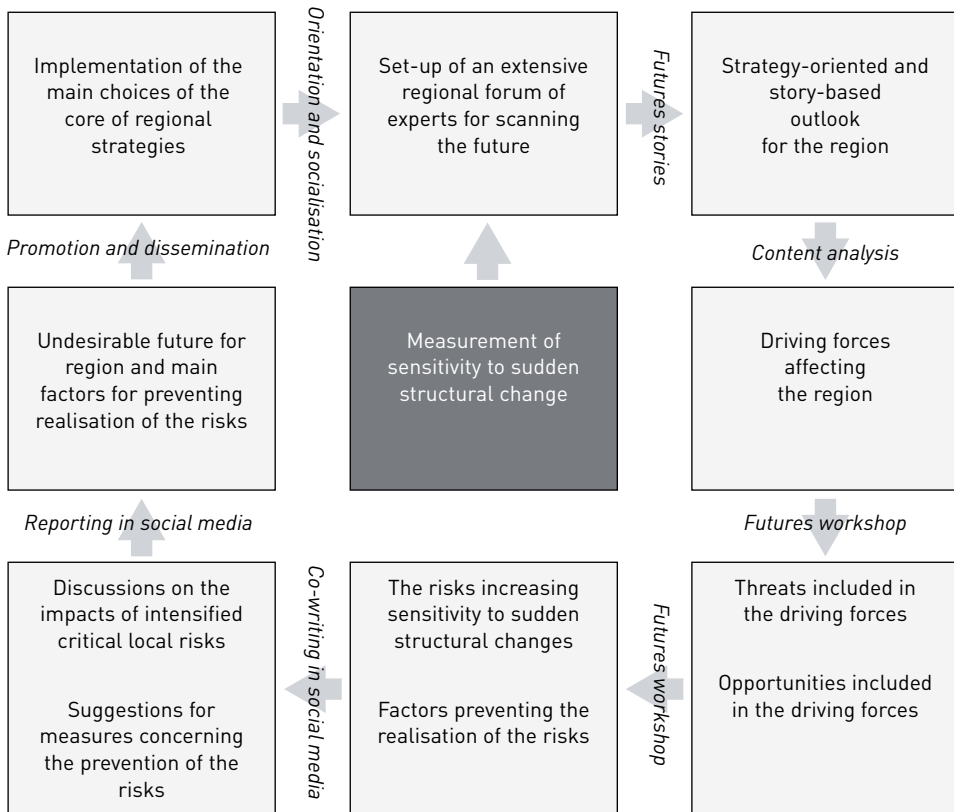 Implementation of the
main choices of the
core of regional
strategies
Orientation and socialisation
Set-up of an extensive
regional forum of
experts for scanning
the future
Futures stories
Strategy-oriented and
story-based
outlook
for the region
Promotion and dissemination
Content analysis
Undesirable future for
region and main
factors for preventing
realisation of the risks
Measurement of
sensitivity to sudden
structural change
Driving forces
affecting
the region
Reporting in social media
Futures workshop
Discussions on the
impacts of intensified
critical local risks
Suggestions for
measures concerning
the prevention of the
risks
Co-writing in social media
The risks increasing
sensitivity to sudden
structural changes
Factors preventing the
realisation of the risks
Futures workshop
Threats included in
the driving forces
Opportunities included
in the driving forces